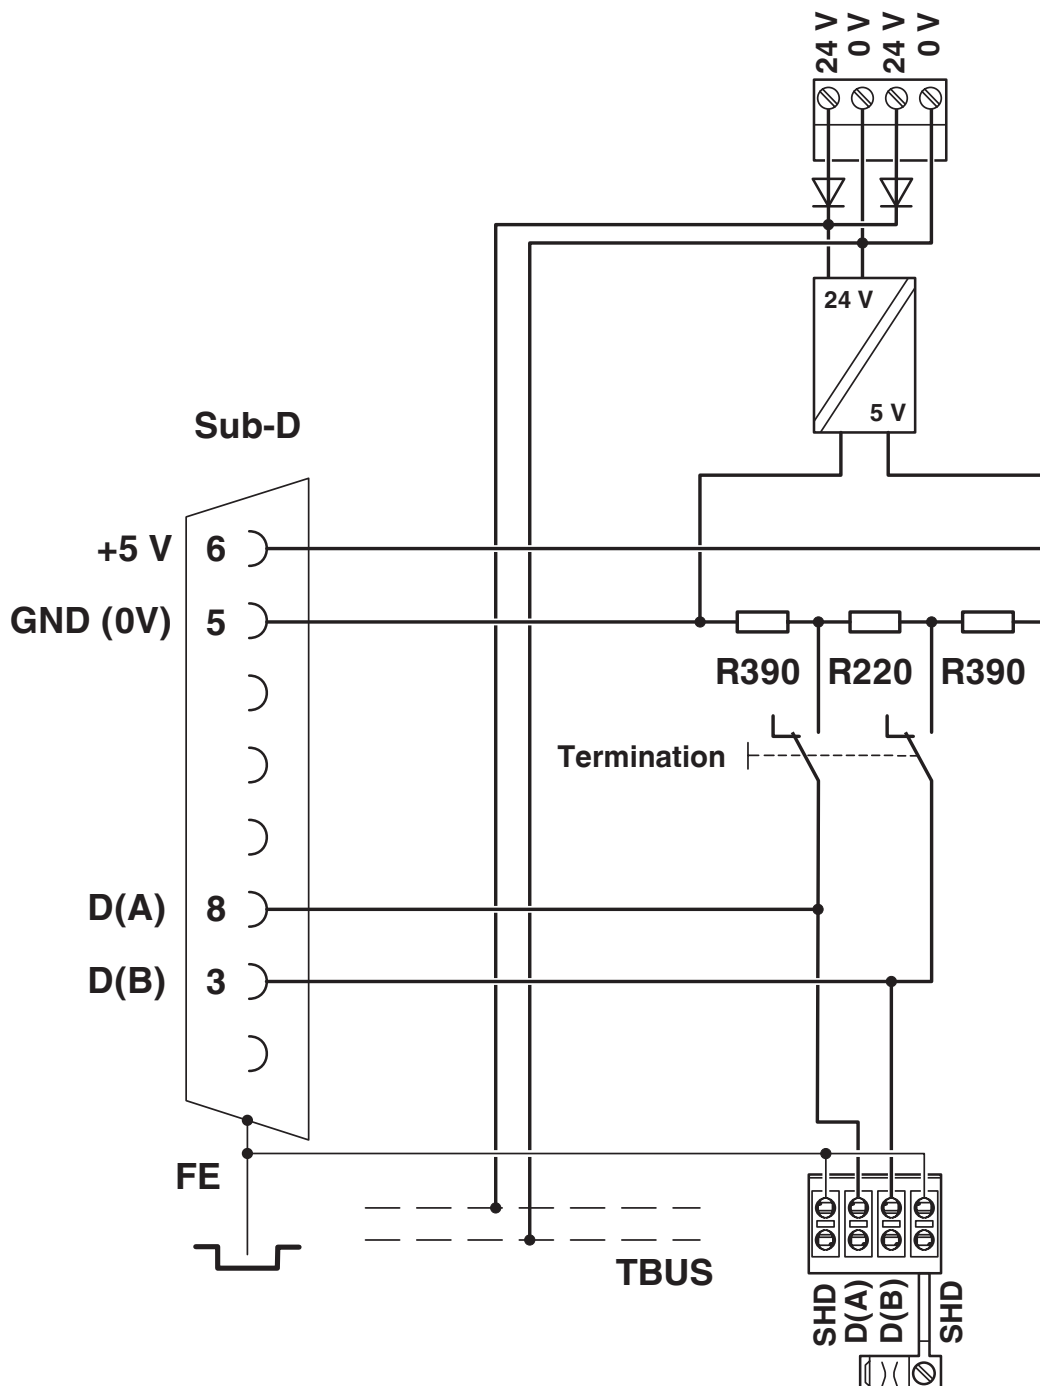 24 V
0 V
24 V
0 V
24 V
5 V
Sub-D
+5 V 6
GND (0V) 5
R390 R220 R390
Termination
D(A) 8
D(B) 3
FE
TBUS
SHD
D(A)
D(B)
SHD